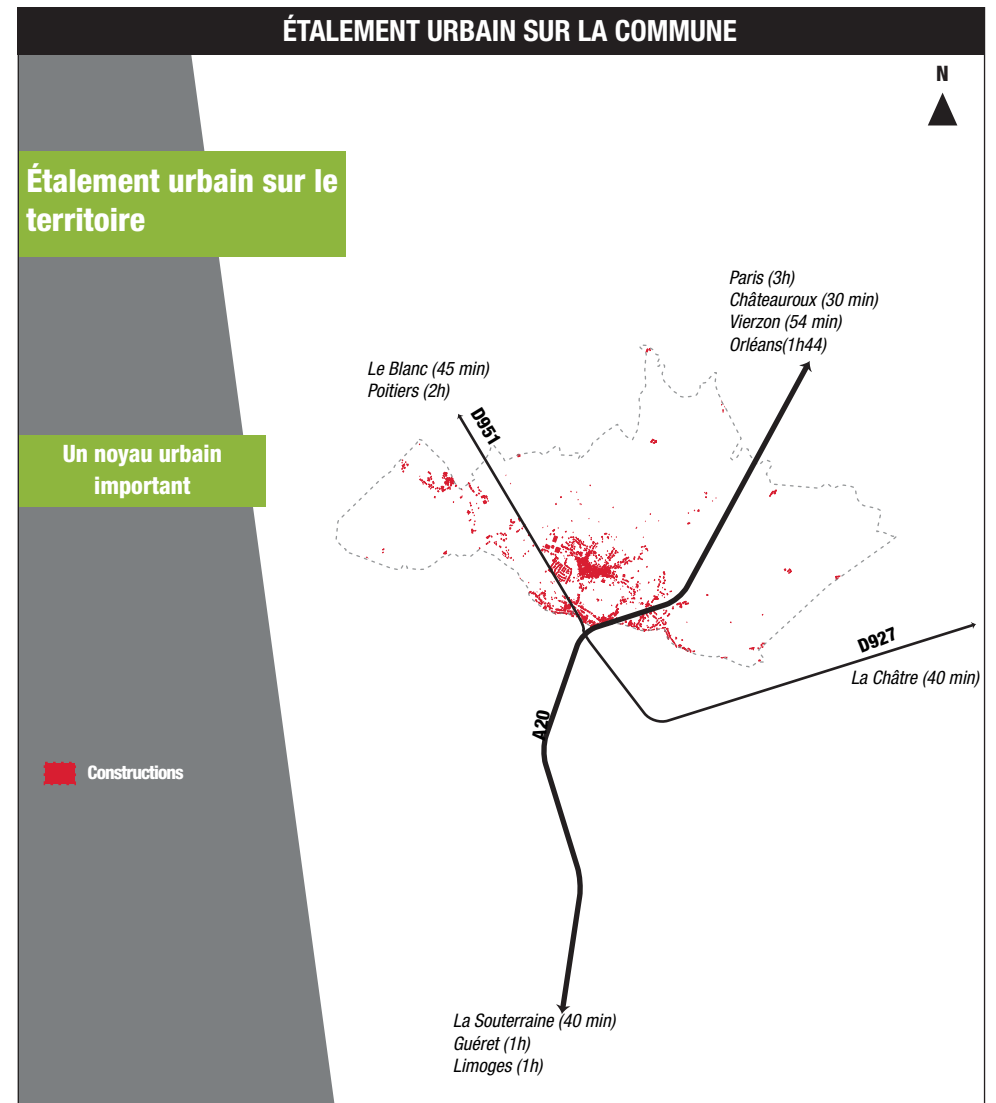 ÉTALEMENT URBAIN SUR LA COMMUNE
N
Étalement urbain sur le
territoire
Paris (3h)
Châteauroux (30 min)
Vierzon (54 min)
Orléans(1h44)
Le Blanc (45 min)
Poitiers (2h)
D951
Un noyau urbain
important
D927
La Châtre (40 min)
A20
Constructions
La Souterraine (40 min)
Guéret (1h)
Limoges (1h)